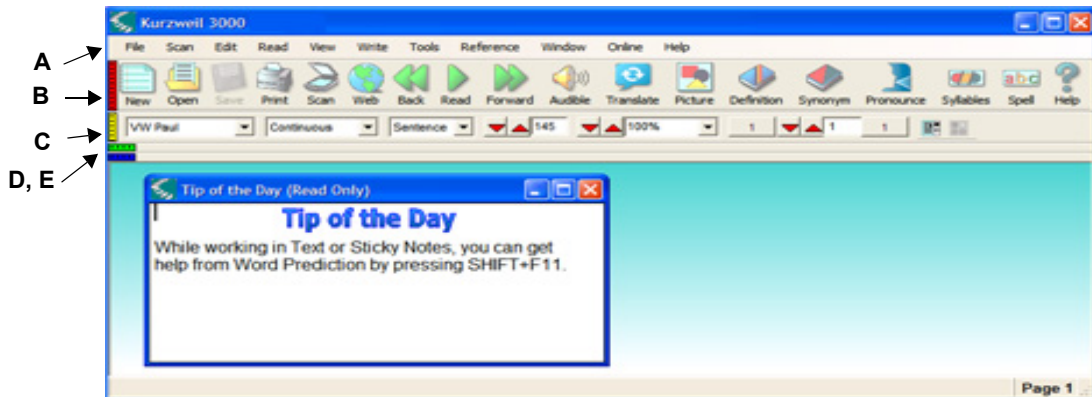 Kurzweil 3000
A
File Scan Edit Read View Write Tools Reference Window Online Help
B
New Open Save Print Scan Web Back Read Forward Audible Translate Picture Definition Synonym Pronounce Syllables Spell Help
abc
C
VW Paul Continuous Sentence 145 100% 1 1 1
D, E
Tip of the Day (Read Only)
Tip of the Day
While working in Text or Sticky Notes, you can get
help from Word Prediction by pressing SHIFT+F11.
Page 1